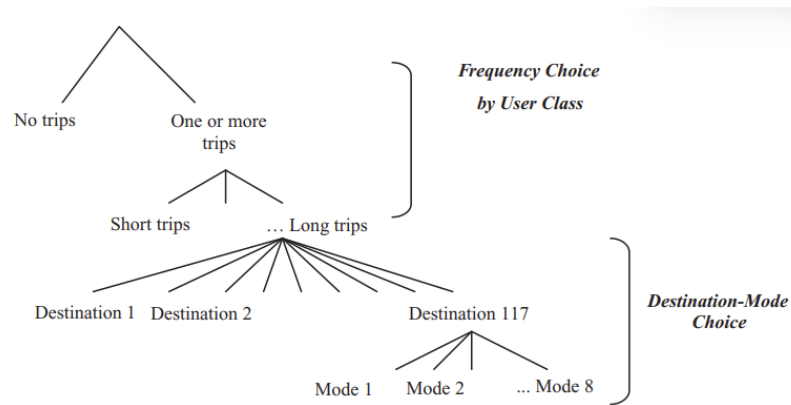 Frequency Choice
by User Class
No trips
One or more
trips
Short trips
... Long trips
Destination 1
Destination 2
Destination 117
Destination-Mode
Choice
Mode 1
Mode 2
... Mode 8